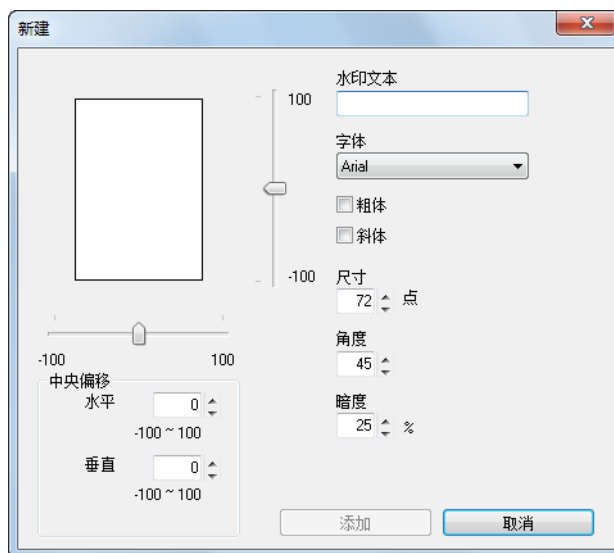 新建
水印文本
100
字体
Arial
粗体
斜体
-100
尺寸
72 点
-100 100
角度
45
中央偏移
水平 0
-100 ~ 100
暗度
25 %
垂直 0
-100 ~ 100
添加 取消